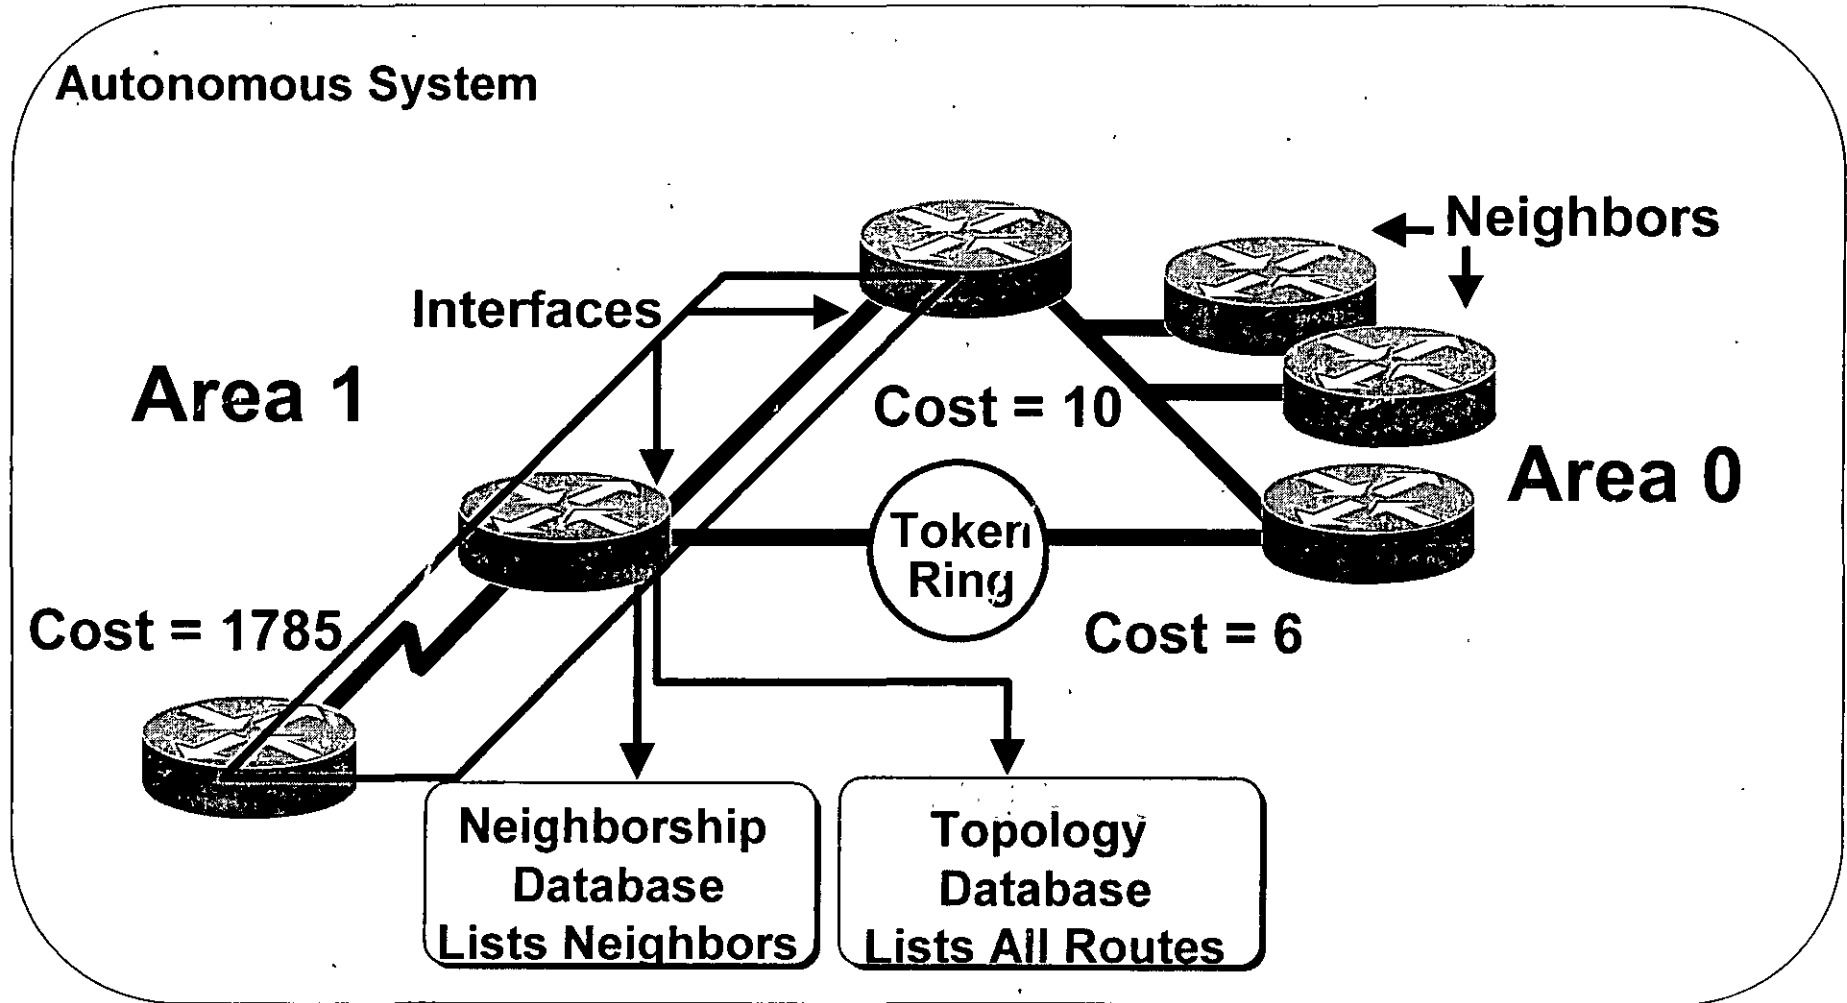 Autonomous System
Neighbors
Interfaces
Area 1
Cost = 10
Area 0
Token
Ring
Cost = 1785
Cost = 6
Neighborship
Database
Lists Neighbors
Topology
Database
Lists All Routes